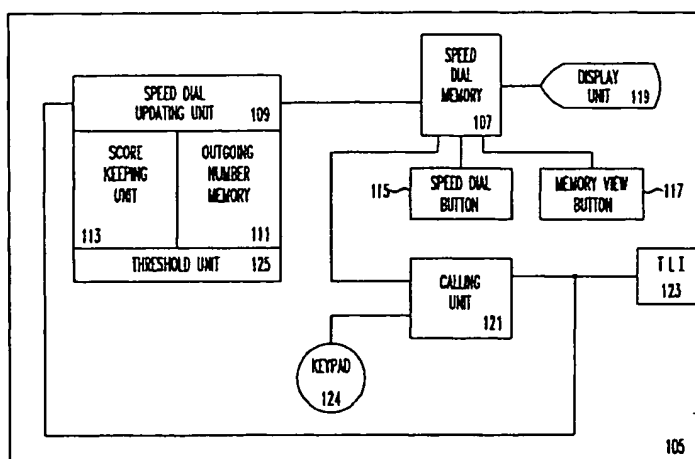 SPEED DIAL
UPDATING UNIT 109
SCORE
KEEPING
UNIT
113
OUTGOING
NUMBER
MEMORY
111
THRESHOLD UNIT 125
SPEED
DIAL
MEMORY
107
DISPLAY
UNIT 119
115
SPEED DIAL
BUTTON
MEMORY VIEW
BUTTON
117
CALLING
UNIT
121
TLI
123
KEYPAD
124
105